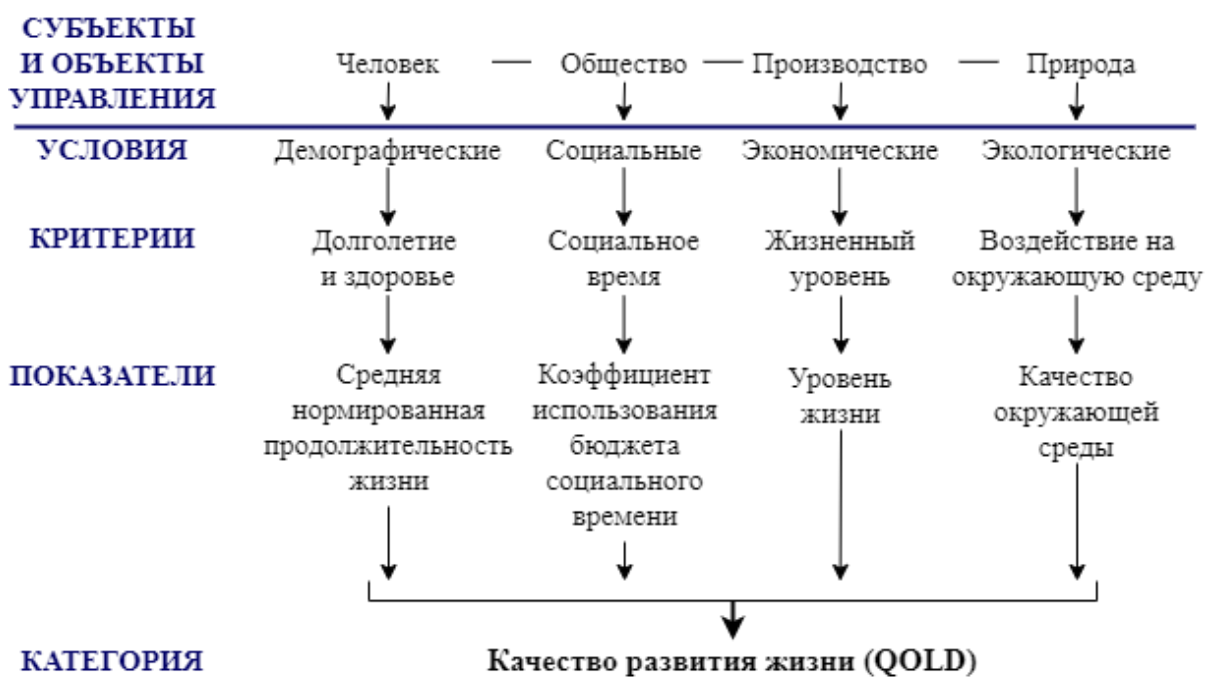 СУБЪЕКТЫ
И ОБЪЕКТЫ
УПРАВЛЕНИЯ
Человек — Общество — Производство — Природа
УСЛОВИЯ
Демографические Социальные Экономические Экологические
КРИТЕРИИ
Долголетие
и здоровье
Социальное
время
Жизненный
уровень
Воздействие на
окружающую среду
ПОКАЗАТЕЛИ
Средняя
нормированная
продолжительность
жизни
Коэффициент
использования
бюджета
социального
времени
Уровень
жизни
Качество
окружающей
среды
КАТЕГОРИЯ
Качество развития жизни (QOLD)